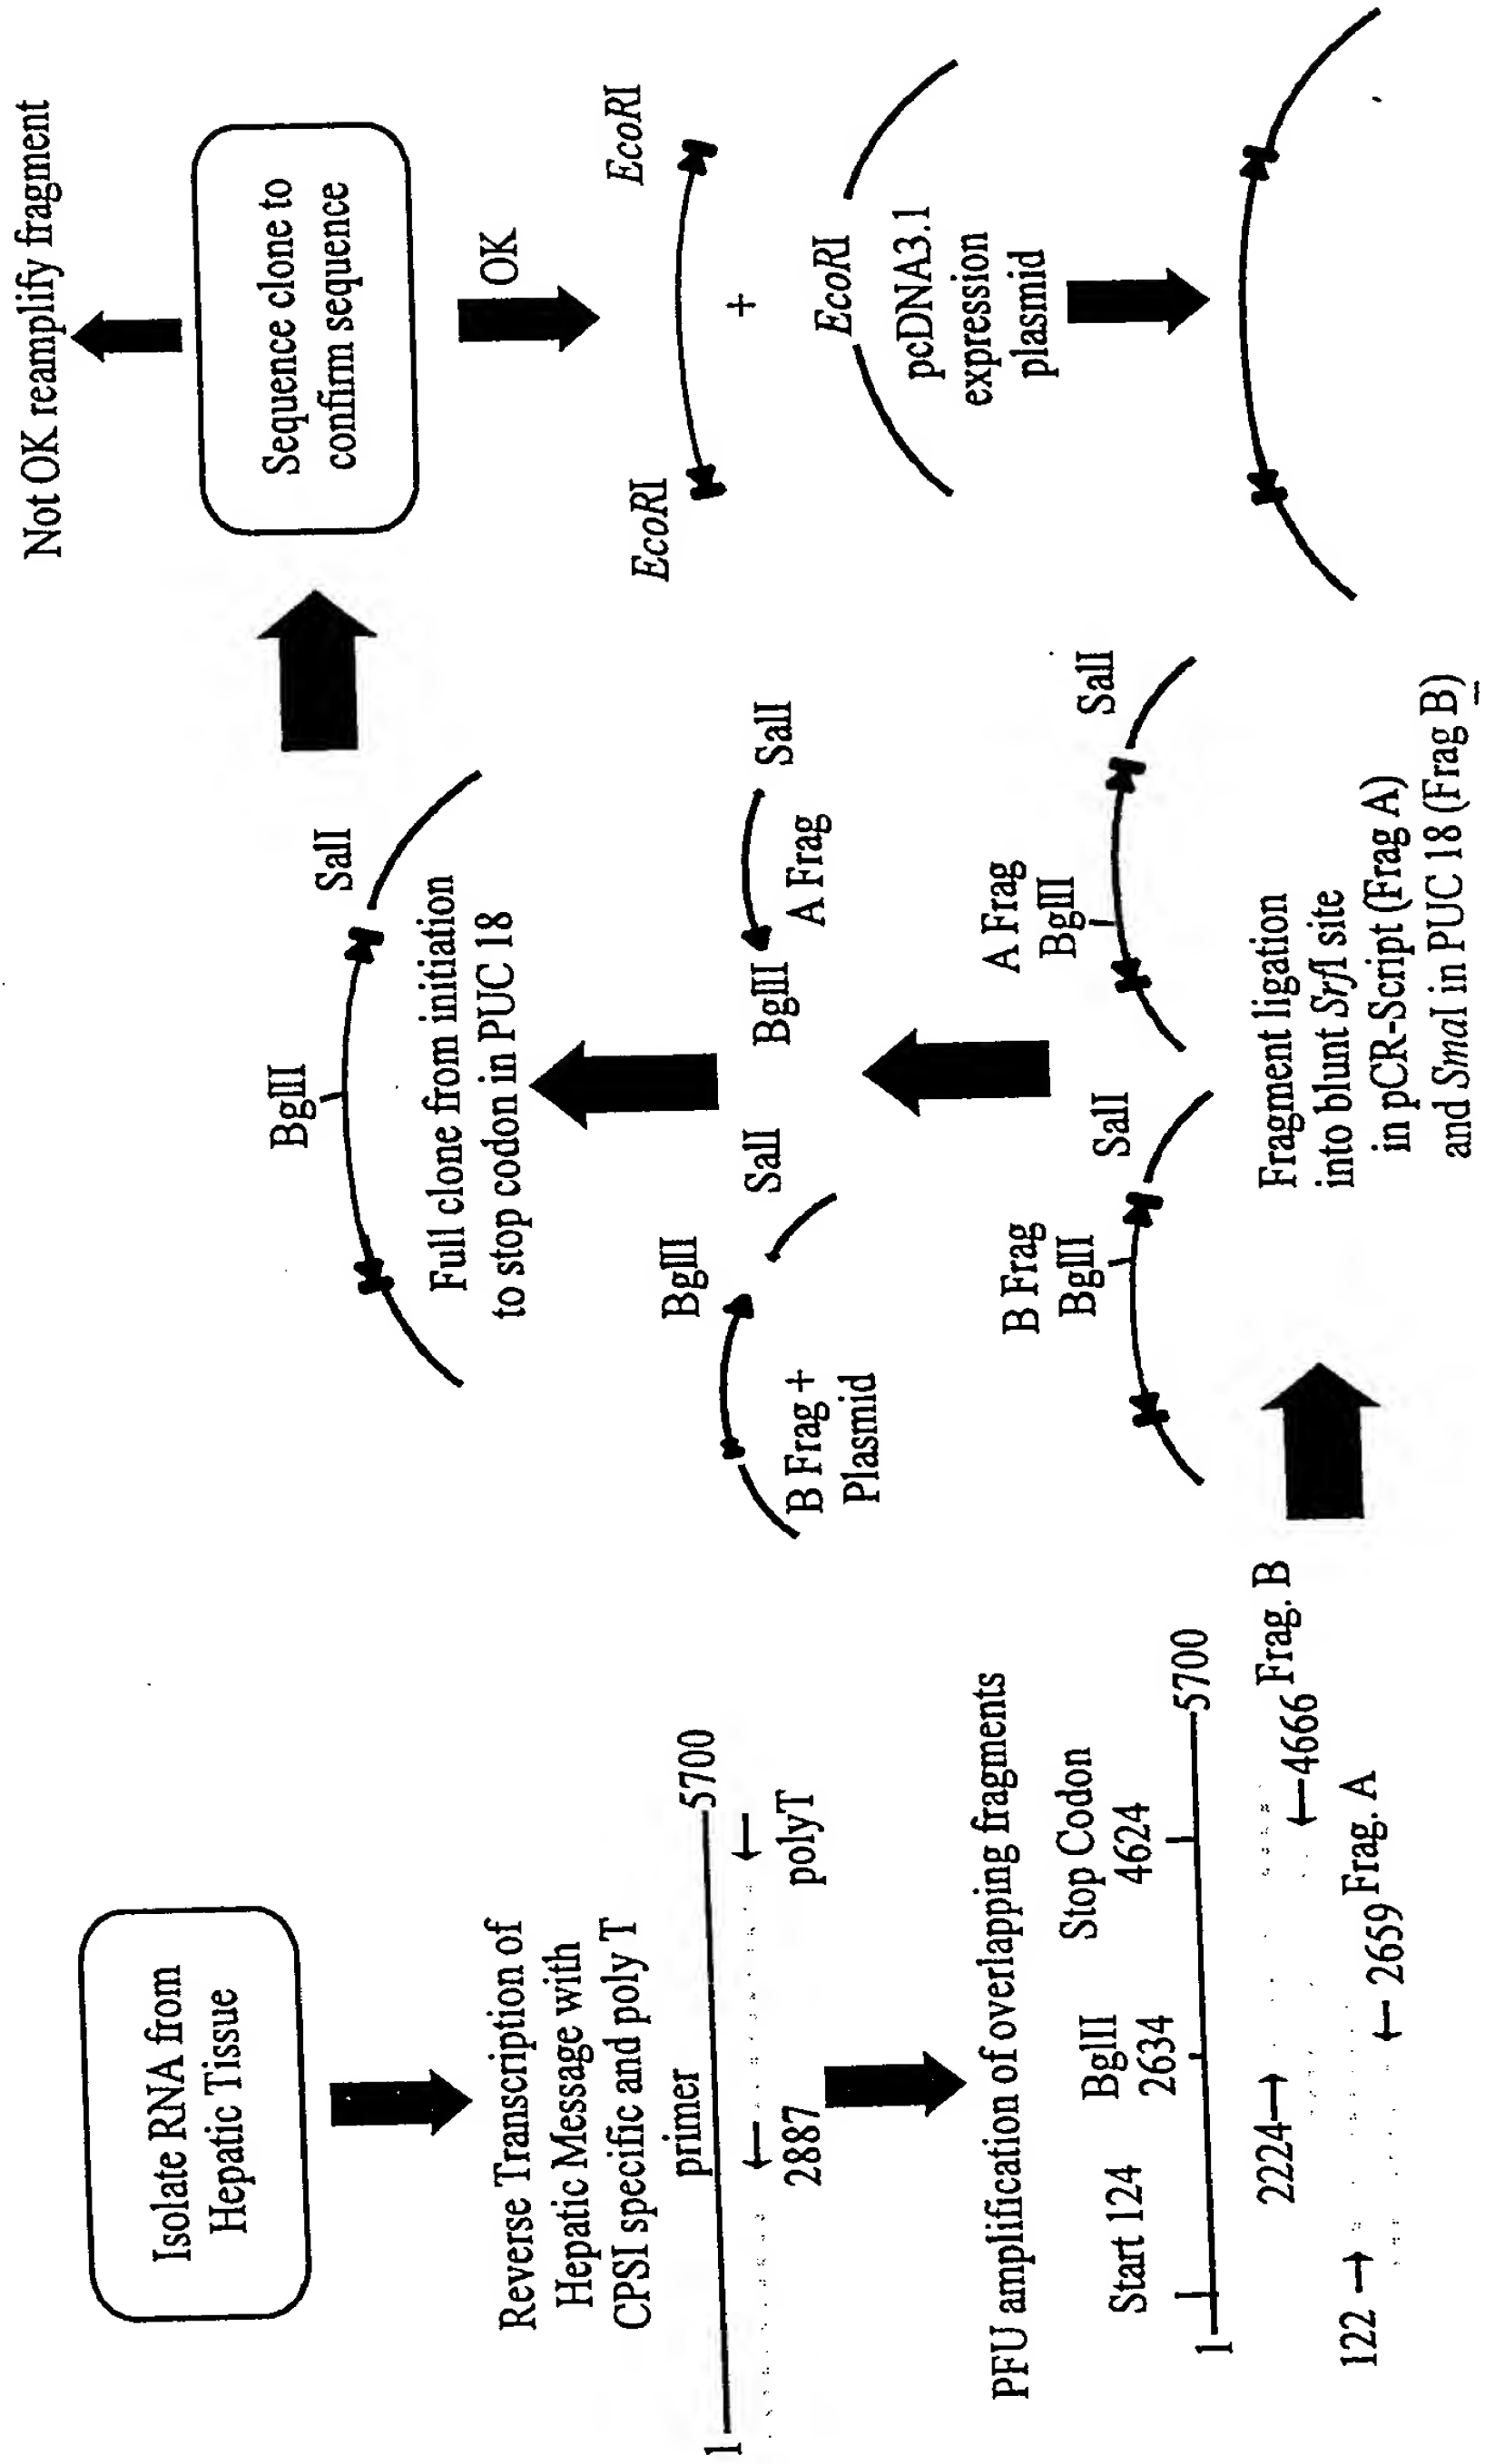 Isolate RNA from
Hepatic Tissue
Reverse Transcription of
Hepatic Message with
CPSI specific and poly T
primer
1
5700
2887
polyT
PFU amplification of overlapping fragments
Start 124
BglII
2634
Stop Codon
4624
1
5700
2224
4666
Frag. B
122
2659
Frag. A
B Frag
BglII
SalI
A Frag
BglII
SalI
Fragment ligation
into blunt SrfI site
in pCR-Script (Frag A)
and SmaI in PUC 18 (Frag B)
B Frag +
Plasmid
BglII
SalI
BglII
A Frag
SalI
BglII
SalI
Full clone from initiation
to stop codon in PUC 18
Not OK reamplify fragment
Sequence clone to
confirm sequence
OK
EcoRI
EcoRI
+
EcoRI
pcDNA3.1
expression
plasmid